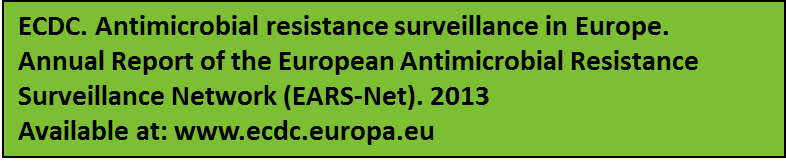 ECDC. Antimicrobial resistance surveillance in Europe.
Annual Report of the European Antimicrobial Resistance
Surveillance Network (EARS-Net). 2013
Available at: www.ecdc.europa.eu